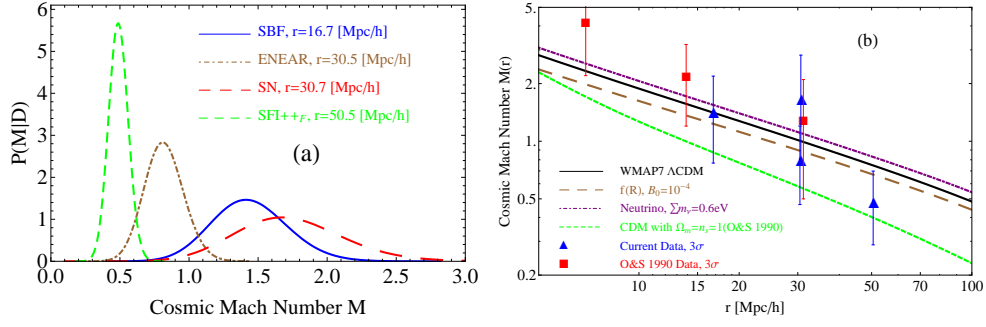 SBF, r=16.7 [Mpc/h]
ENEAR, r=30.5 [Mpc/h]
SN, r=30.7 [Mpc/h]
SFI++F, r=50.5 [Mpc/h]
(a)
P(M|D)
6
5
4
3
2
1
0
0.0 0.5 1.0 1.5 2.0 2.5 3.0
Cosmic Mach Number M
(b)
Cosmic Mach Number M(r)
5.
2.
1.
0.5
0.2
WMAP7 ΛCDM
f(R), B₀=10⁻⁴
Neutrino, ∑mᵥ=0.6eV
CDM with Ωₘ=nₛ=1(O&S 1990)
Current Data, 3σ
O&S 1990 Data, 3σ
10 15 20 30 50 70 100
r [Mpc/h]